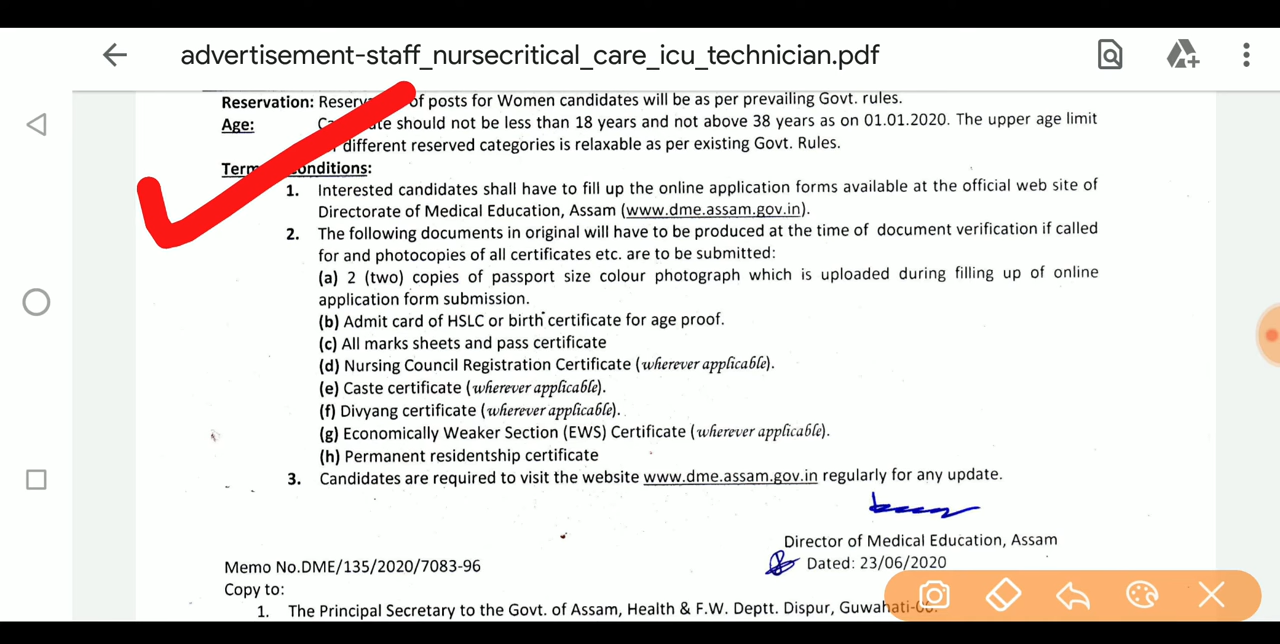 advertisement-staff_nursecritical_care_icu_technician.pdf
Reservation: of posts for Women candidates will be as per prevailing Govt. rules.
Age: should not be less than 18 years and not above 38 years as on 01.01.2020. The upper age limit
different reserved categories is relaxable as per existing Govt. Rules.
1. Interested candidates shall have to fill up the online application forms available at the official web site of
Directorate of Medical Education, Assam (www.dme.assam.gov.in).
2. The following documents in original will have to be produced at the time of document verification if called
for and photocopies of all certificates etc. are to be submitted:
(a) 2 (two) copies of passport size colour photograph which is uploaded during filling up of online
application form submission.
(b) Admit card of HSLC or birth certificate for age proof.
(c) All marks sheets and pass certificate
(d) Nursing Council Registration Certificate (wherever applicable).
(e) Caste certificate (wherever applicable).
(f) Divyang certificate (wherever applicable).
(g) Economically Weaker Section (EWS) Certificate (wherever applicable).
(h) Permanent residentship certificate
3. Candidates are required to visit the website www.dme.assam.gov.in regularly for any update.
Director of Medical Education, Assam
Dated: 23/06/2020
Memo No.DME/135/2020/7083-96
Copy to:
1. The Principal Secretary to the Govt. of Assam, Health & F.W. Deptt. Dispur,